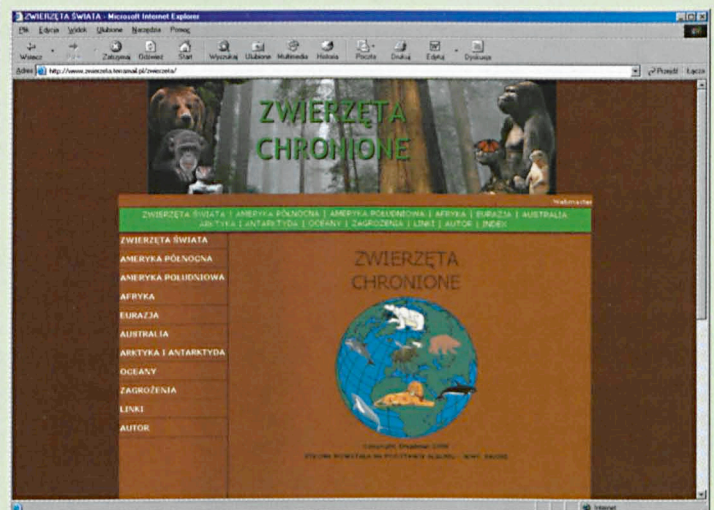 ZWIERZĘTA ŚWIATA - Microsoft Internet Explorer
Plik Edycja Widok Ulubione Narzędzia Pomoc
Wstecz Zatrzymaj Odśwież Start Wyszukaj Ulubione Multimedia Historia Poczta Drukuj Edytuj Dyskusja
Adres http://www.zwierzeta.terramail.pl/zwierzeta/ Przejdź Łącza
ZWIERZĘTA
CHRONIONE
Webmaster
ZWIERZĘTA ŚWIATA | AMERYKA PÓŁNOCNA | AMERYKA POŁUDNIOWA | AFRYKA | EURAZJA | AUSTRALIA
ARKTYKA I ANTARKTYDA | OCEANY | ZAGROŻENIA | LINKI | AUTOR | INDEX
ZWIERZĘTA ŚWIATA
AMERYKA PÓŁNOCNA
AMERYKA POŁUDNIOWA
AFRYKA
EURAZJA
AUSTRALIA
ARKTYKA I ANTARKTYDA
OCEANY
ZAGROŻENIA
LINKI
AUTOR
ZWIERZĘTA
CHRONIONE
Internet